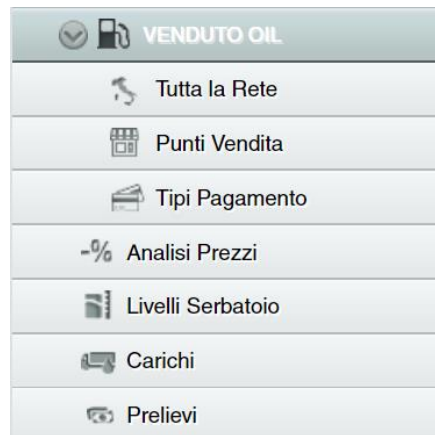 VENDUTO OIL
Tutta la Rete
Punti Vendita
Tipi Pagamento
-% Analisi Prezzi
Livelli Serbatoio
Carichi
Prelievi